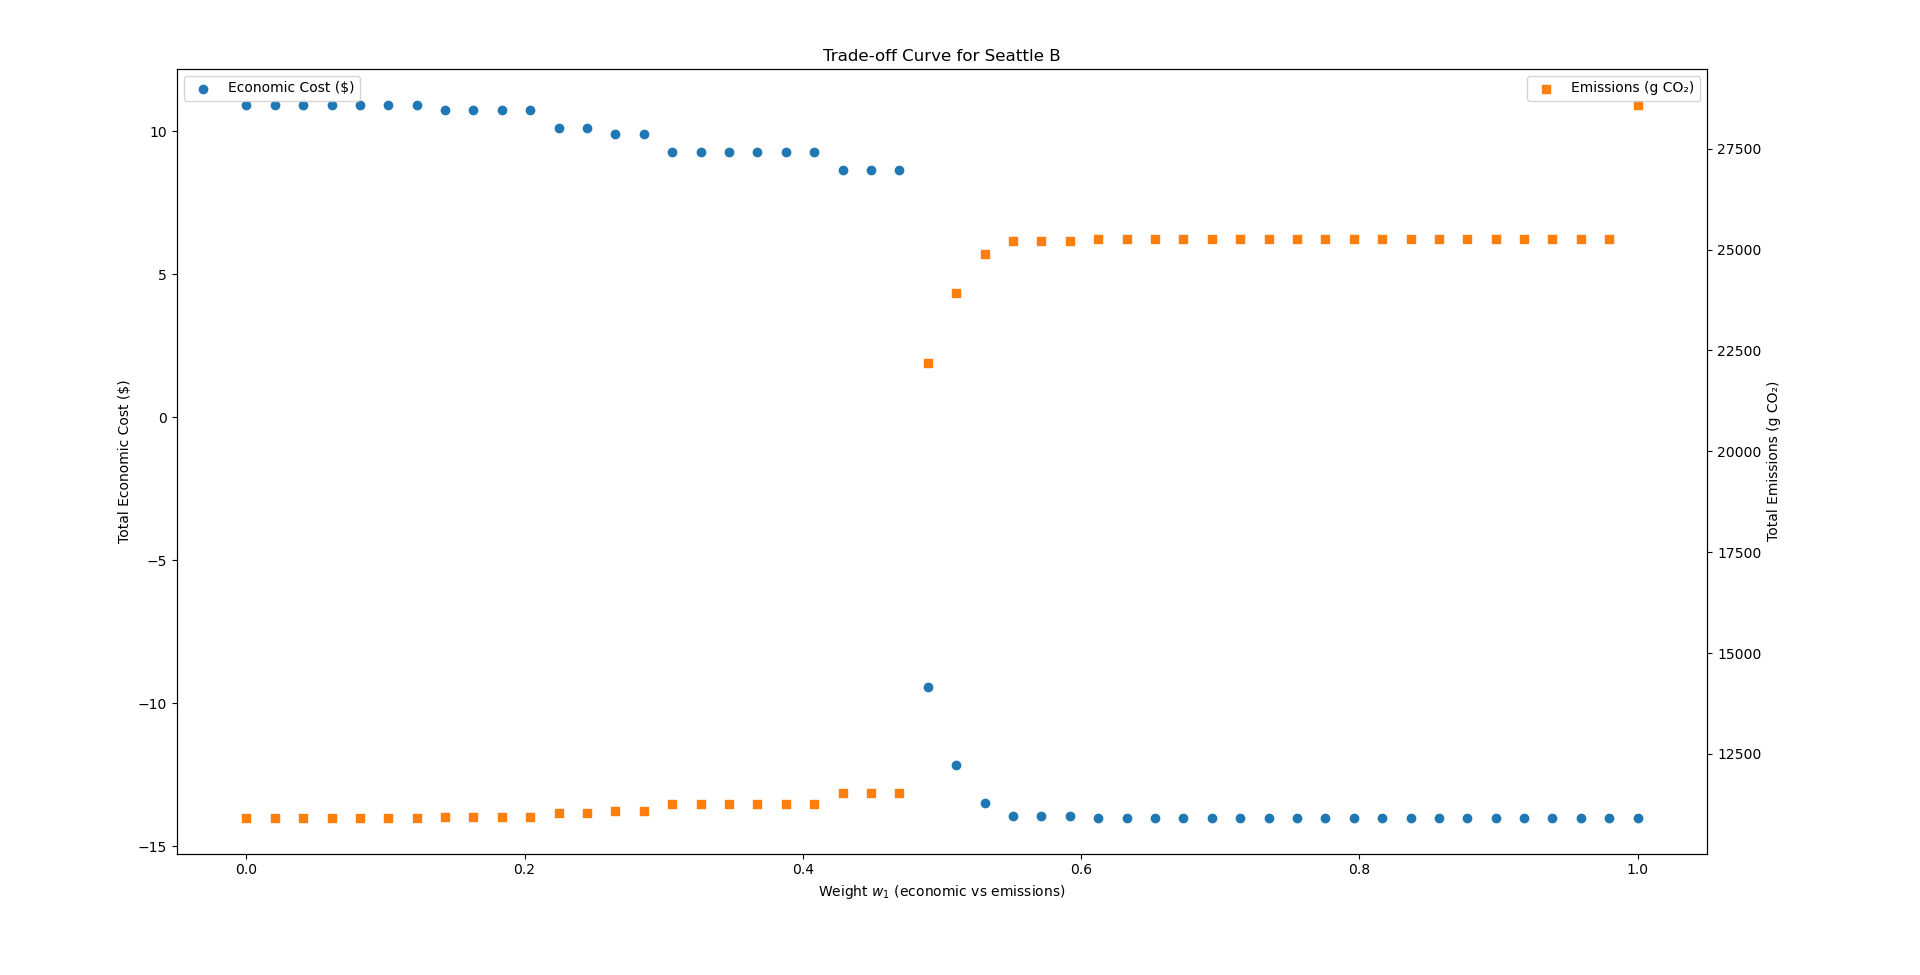 Trade-off Curve for Seattle B
Economic Cost ($)
Emissions (g CO₂)
10
5
0
−5
−10
−15
Total Economic Cost ($)
27500
25000
22500
20000
17500
15000
12500
Total Emissions (g CO₂)
0.0 0.2 0.4 0.6 0.8 1.0
Weight w₁ (economic vs emissions)